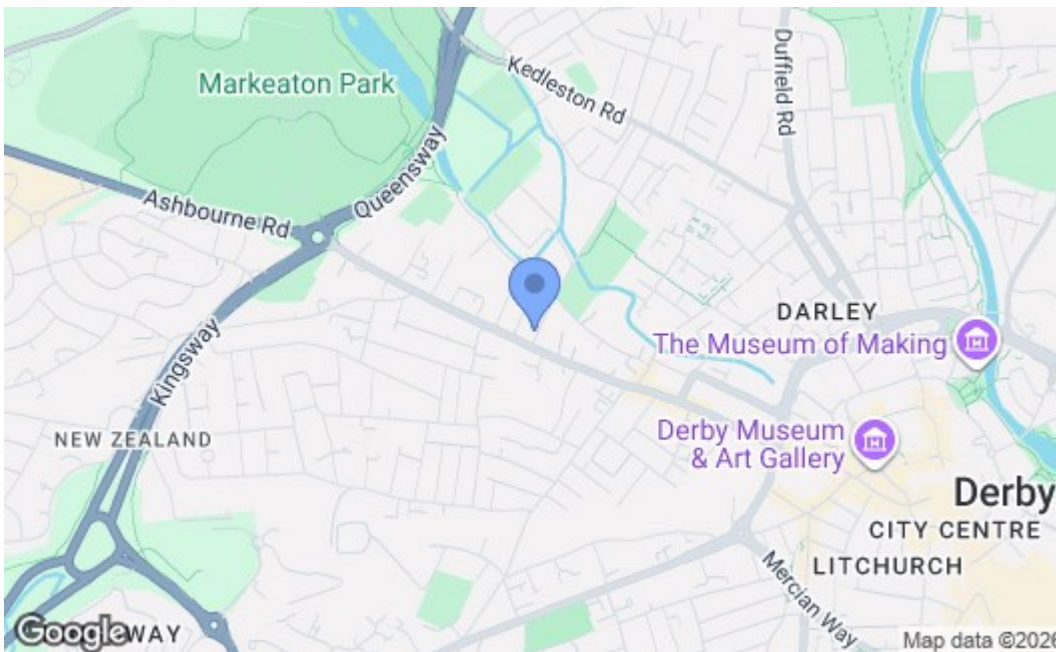 Markeaton Park
Kedleston Rd
Duffield Rd
Queensway
Ashbourne Rd
DARLEY
The Museum of Making
Kingsway
NEW ZEALAND
Derby Museum
& Art Gallery
Derby
CITY CENTRE
LITCHURCH
Mercian Way
Google
WAY
Map data ©2026